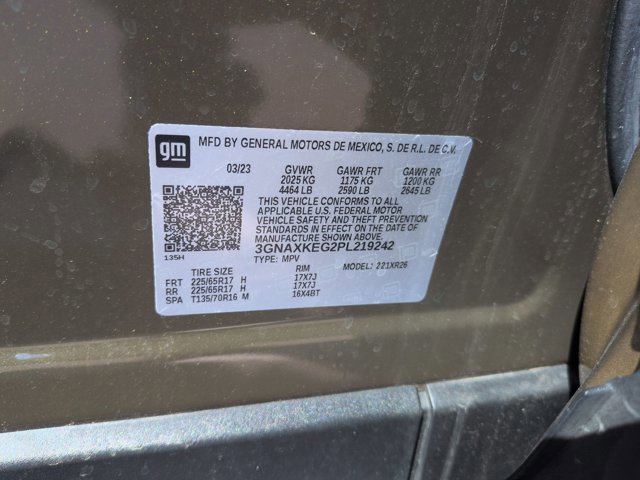 gm MFD BY GENERAL MOTORS DE MEXICO, S. DE R.L. DE C.V.
03/23 GVWR GAWR FRT GAWR RR
2025 KG 1175 KG 1200 KG
4464 LB 2590 LB 2645 LB
THIS VEHICLE CONFORMS TO ALL
APPLICABLE U.S. FEDERAL MOTOR
VEHICLE SAFETY AND THEFT PREVENTION
STANDARDS IN EFFECT ON THE DATE OF
MANUFACTURE SHOWN ABOVE.
3GNAXKEG2PL219242
135H TYPE: MPV MODEL: 221XR26
TIRE SIZE RIM
FRT 225/65R17 H 17X7J
RR 225/65R17 H 17X7J
SPA T135/70R16 M 16X4BT